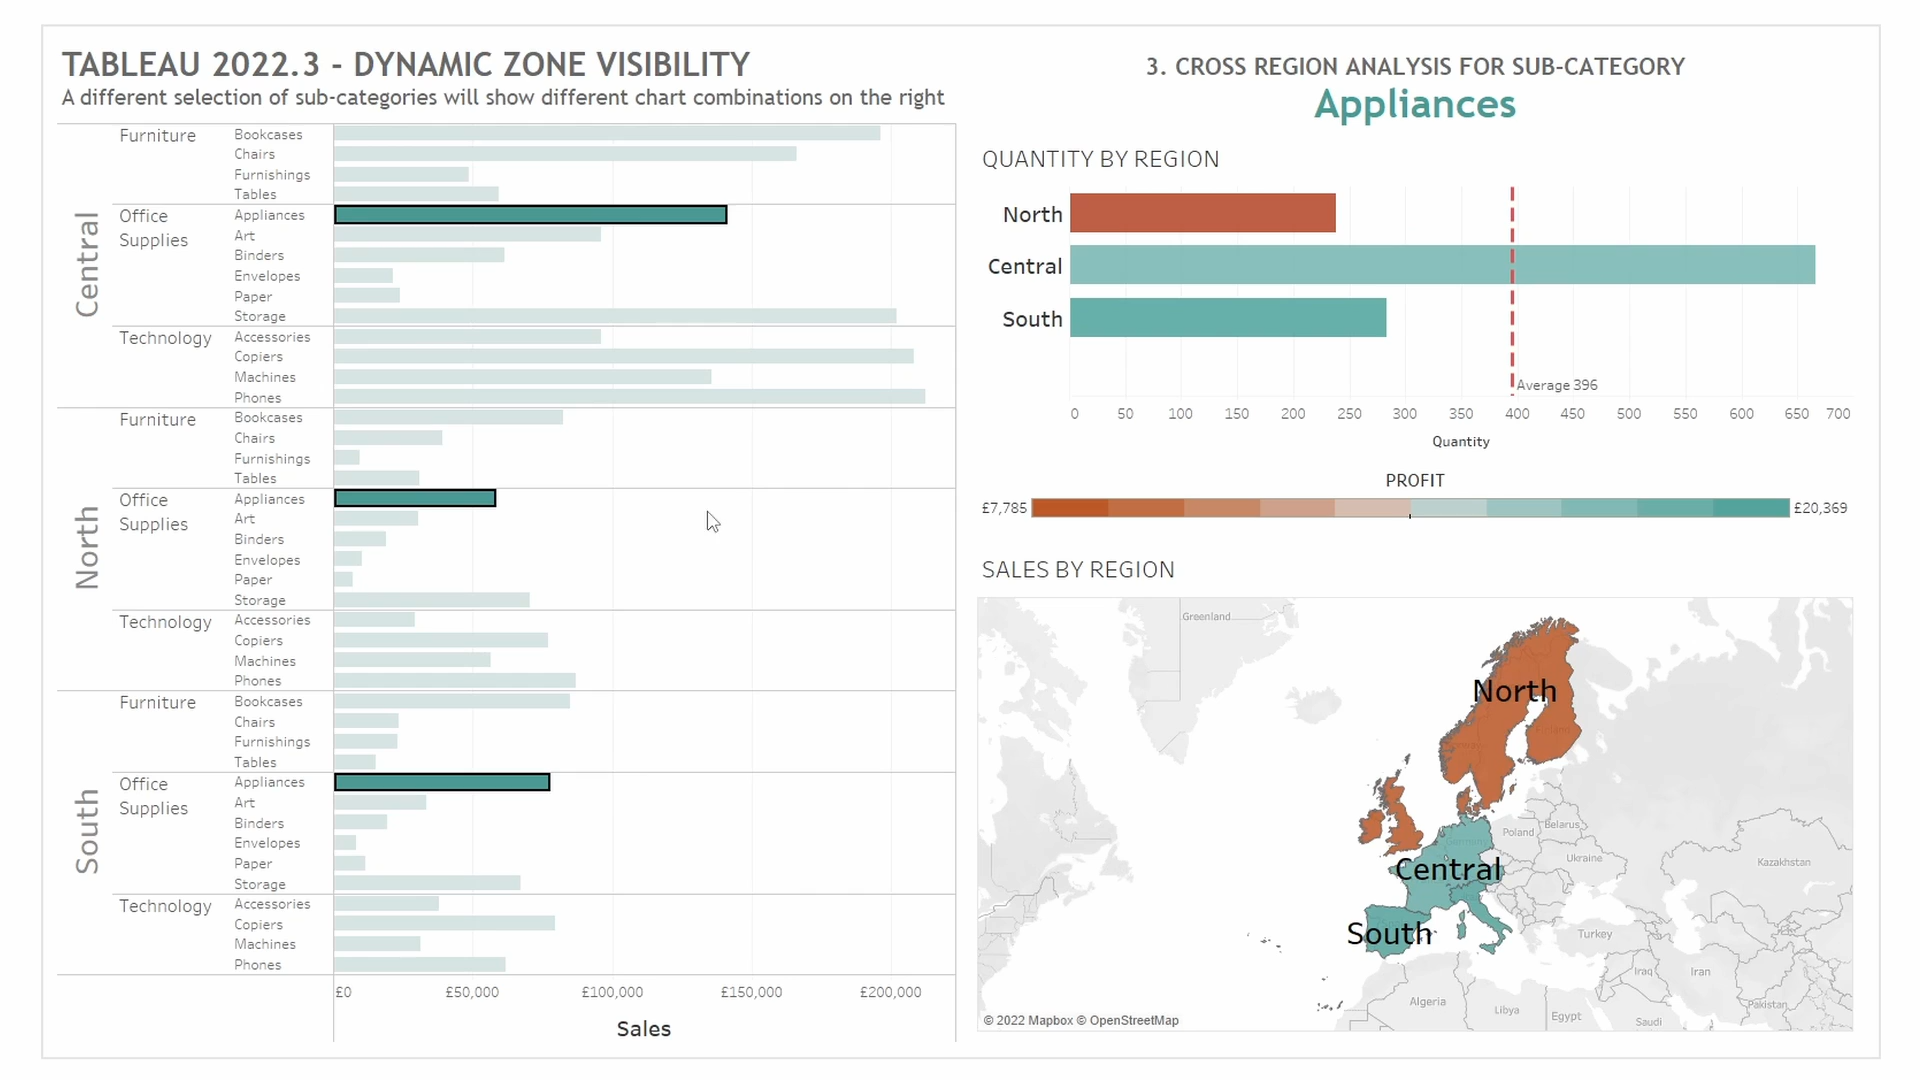 TABLEAU 2022.3 - DYNAMIC ZONE VISIBILITY
A different selection of sub-categories will show different chart combinations on the right
Central
Furniture
Bookcases
Chairs
Furnishings
Tables
Office
Supplies
Appliances
Art
Binders
Envelopes
Paper
Storage
Technology
Accessories
Copiers
Machines
Phones
North
Furniture
Bookcases
Chairs
Furnishings
Tables
Office
Supplies
Appliances
Art
Binders
Envelopes
Paper
Storage
Technology
Accessories
Copiers
Machines
Phones
South
Furniture
Bookcases
Chairs
Furnishings
Tables
Office
Supplies
Appliances
Art
Binders
Envelopes
Paper
Storage
Technology
Accessories
Copiers
Machines
Phones
£0 £50,000 £100,000 £150,000 £200,000
Sales
3. CROSS REGION ANALYSIS FOR SUB-CATEGORY
Appliances
QUANTITY BY REGION
North
Central
South
Average 396
0 50 100 150 200 250 300 350 400 450 500 550 600 650 700
Quantity
PROFIT
£7,785 £20,369
SALES BY REGION
Greenland
North
Poland
Belarus
Ukraine
Kazakhstan
Central
South
Turkey
Iraq
Iran
Algeria
Libya
Egypt
Pakistan
Saudi
© 2022 Mapbox © OpenStreetMap